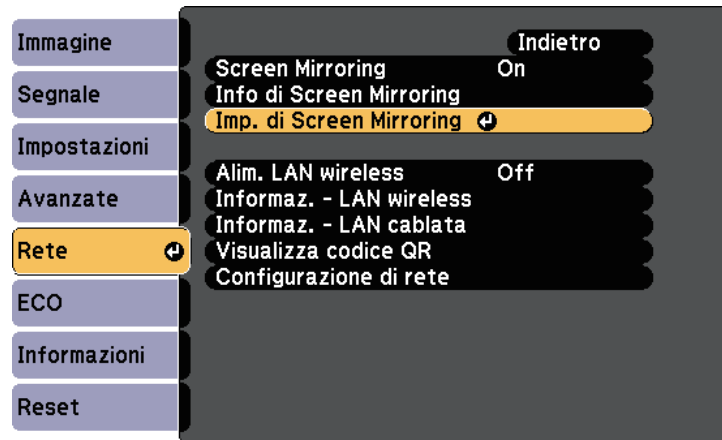 Immagine
Segnale
Impostazioni
Avanzate
Rete
ECO
Informazioni
Reset
Indietro
Screen Mirroring On
Info di Screen Mirroring
Imp. di Screen Mirroring
Alim. LAN wireless Off
Informaz. - LAN wireless
Informaz. - LAN cablata
Visualizza codice QR
Configurazione di rete